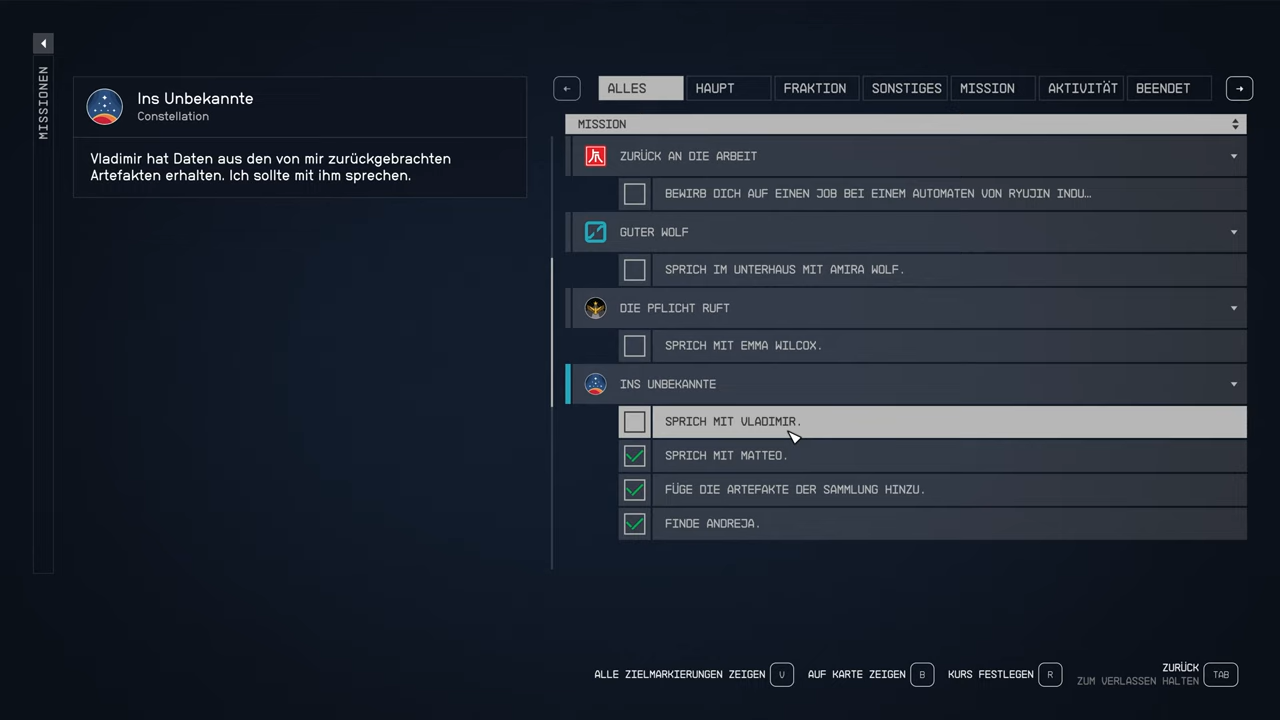 MISSIONEN
Ins Unbekannte
Constellation
Vladimir hat Daten aus den von mir zurückgebrachten
Artefakten erhalten. Ich sollte mit ihm sprechen.
ALLES HAUPT FRAKTION SONSTIGES MISSION AKTIVITÄT BEENDET
MISSION
ZURÜCK AN DIE ARBEIT
BEWIRB DICH AUF EINEN JOB BEI EINEM AUTOMATEN VON RYUJIN INDU...
GUTER WOLF
SPRICH IM UNTERHAUS MIT AMIRA WOLF.
DIE PFLICHT RUFT
SPRICH MIT EMMA WILCOX.
INS UNBEKANNTE
SPRICH MIT VLADIMIR.
SPRICH MIT MATTEO.
FÜGE DIE ARTEFAKTE DER SAMMLUNG HINZU.
FINDE ANDREJA.
ALLE ZIELMARKIERUNGEN ZEIGEN V AUF KARTE ZEIGEN B KURS FESTLEGEN R ZURÜCK TAB
ZUM VERLASSEN HALTEN